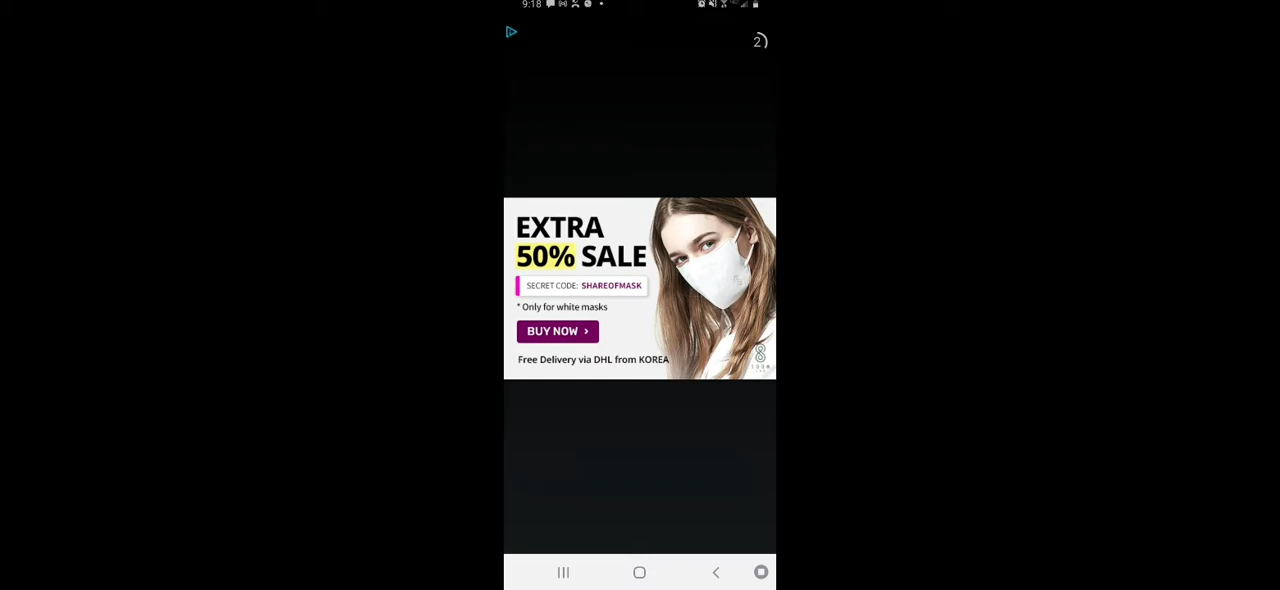 9:18
2
EXTRA
50% SALE
SECRET CODE: SHAREOFMASK
* Only for white masks
BUY NOW >
Free Delivery via DHL from KOREA